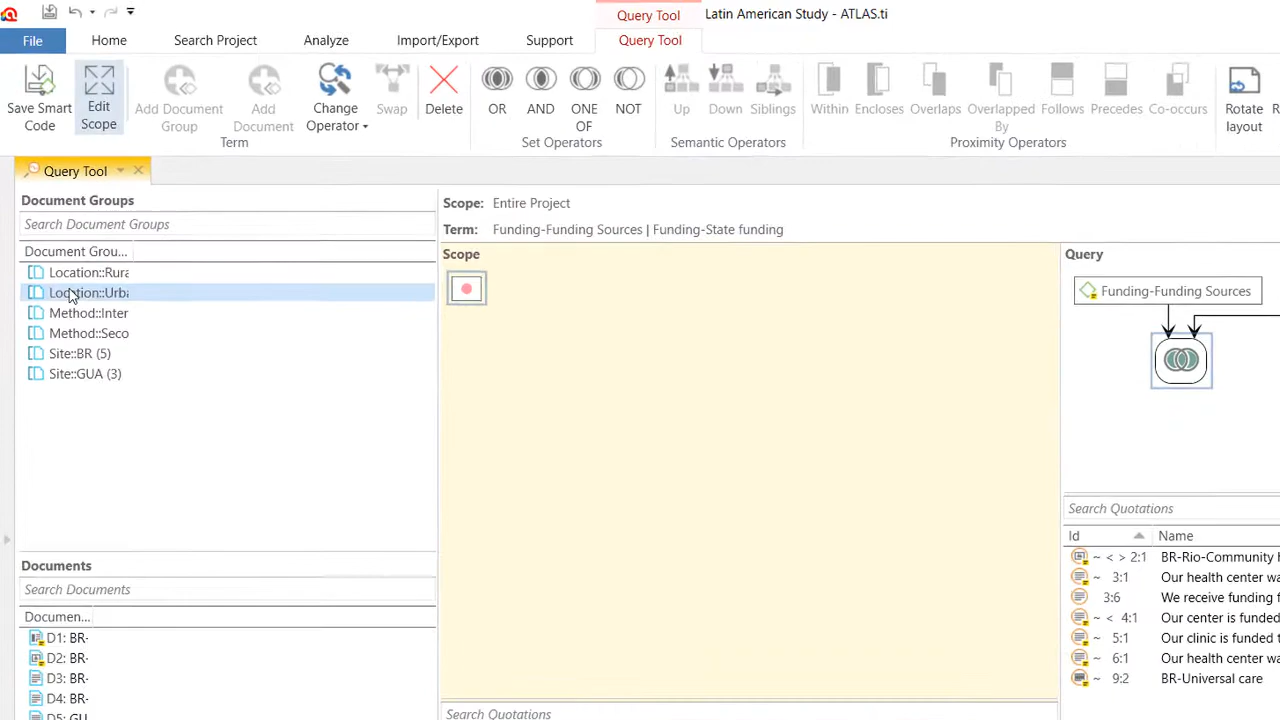 Query Tool
Latin American Study - ATLAS.ti
File
Home
Search Project
Analyze
Import/Export
Support
Query Tool
Save Smart
Code
Edit
Scope
Add Document
Group
Add
Document
Change
Operator
Swap
Delete
OR
AND
ONE
OF
NOT
Up
Down
Siblings
Within
Encloses
Overlaps
Overlapped
By
Follows
Precedes
Co-occurs
Rotate
layout
Term
Set Operators
Semantic Operators
Proximity Operators
Query Tool
Document Groups
Search Document Groups
Document Grou...
Location::Rura
Location::Urba
Method::Inter
Method::Seco
Site::BR (5)
Site::GUA (3)
Documents
Search Documents
Documen...
D1: BR-
D2: BR-
D3: BR-
D4: BR-
D5: GU
Scope: Entire Project
Term: Funding-Funding Sources | Funding-State funding
Scope
Search Quotations
Query
Funding-Funding Sources
Search Quotations
Id Name
~ < > 2:1 BR-Rio-Community
~ 3:1 Our health center wa
3:6 We receive funding f
~ < 4:1 Our center is funded
~ 5:1 Our clinic is funded t
~ 6:1 Our health center wa
~ 9:2 BR-Universal care